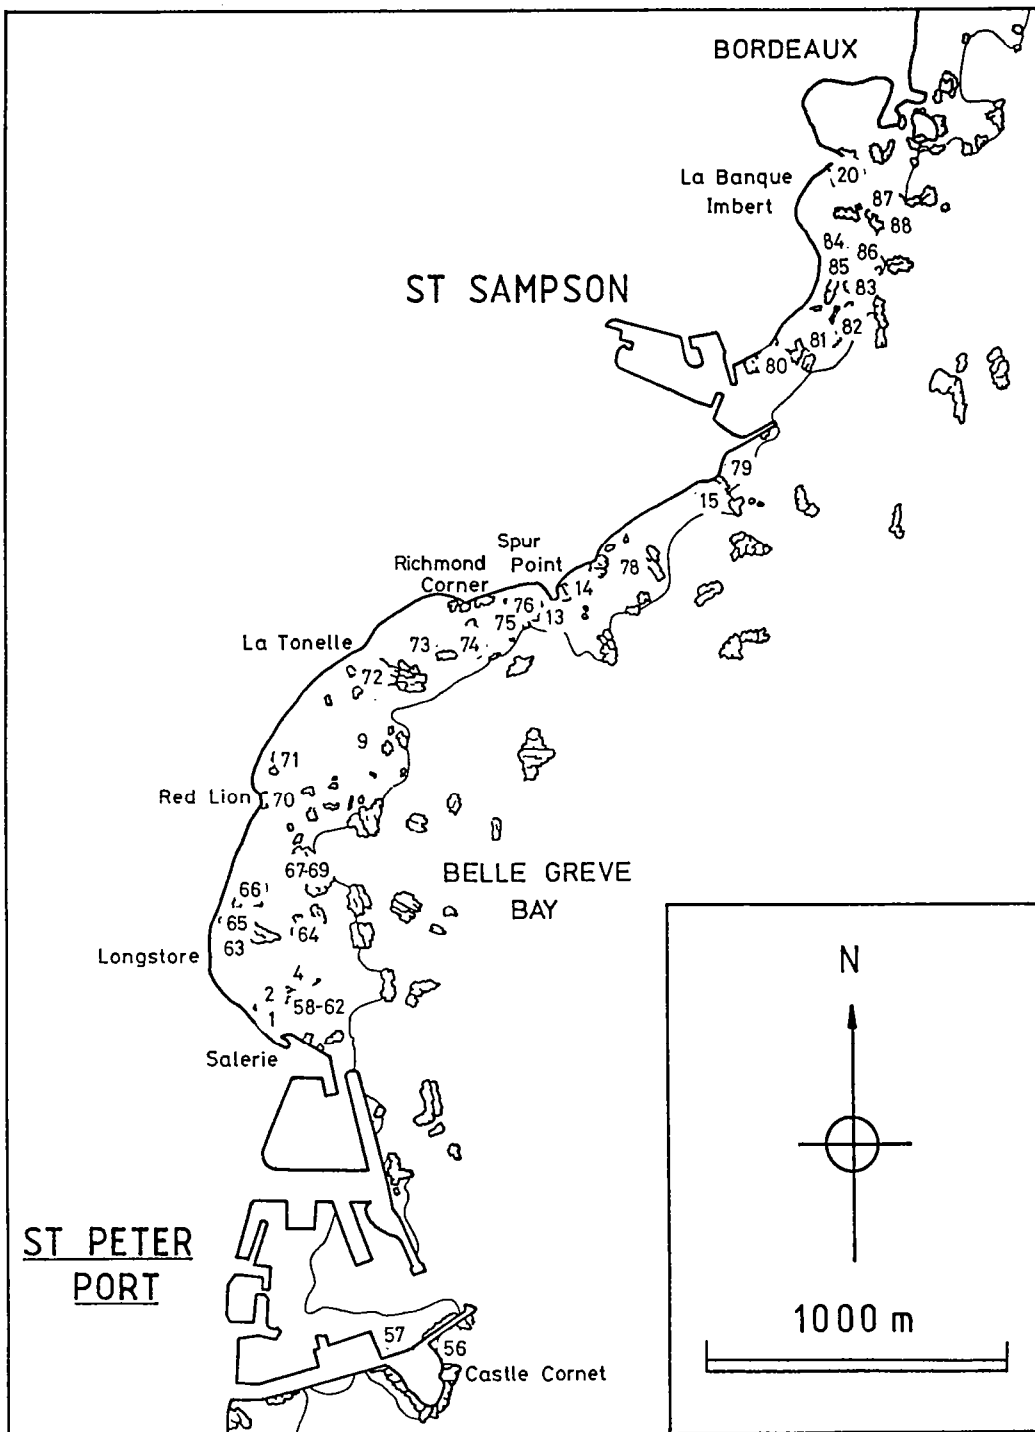 BORDEAUX
La Banque
Imbert
20
87
88
84
86
85
83
ST SAMPSON
82
81
80
79
15
Spur
Point
Richmond
Corner
78
14
76
13
75
La Tonelle
73
74
72
9
71
Red Lion
70
67-69
BELLE GREVE
BAY
66
65
64
63
Longstore
4
2
58-62
1
Salerie
N
ST PETER
PORT
1000 m
57
56
Castle Cornet